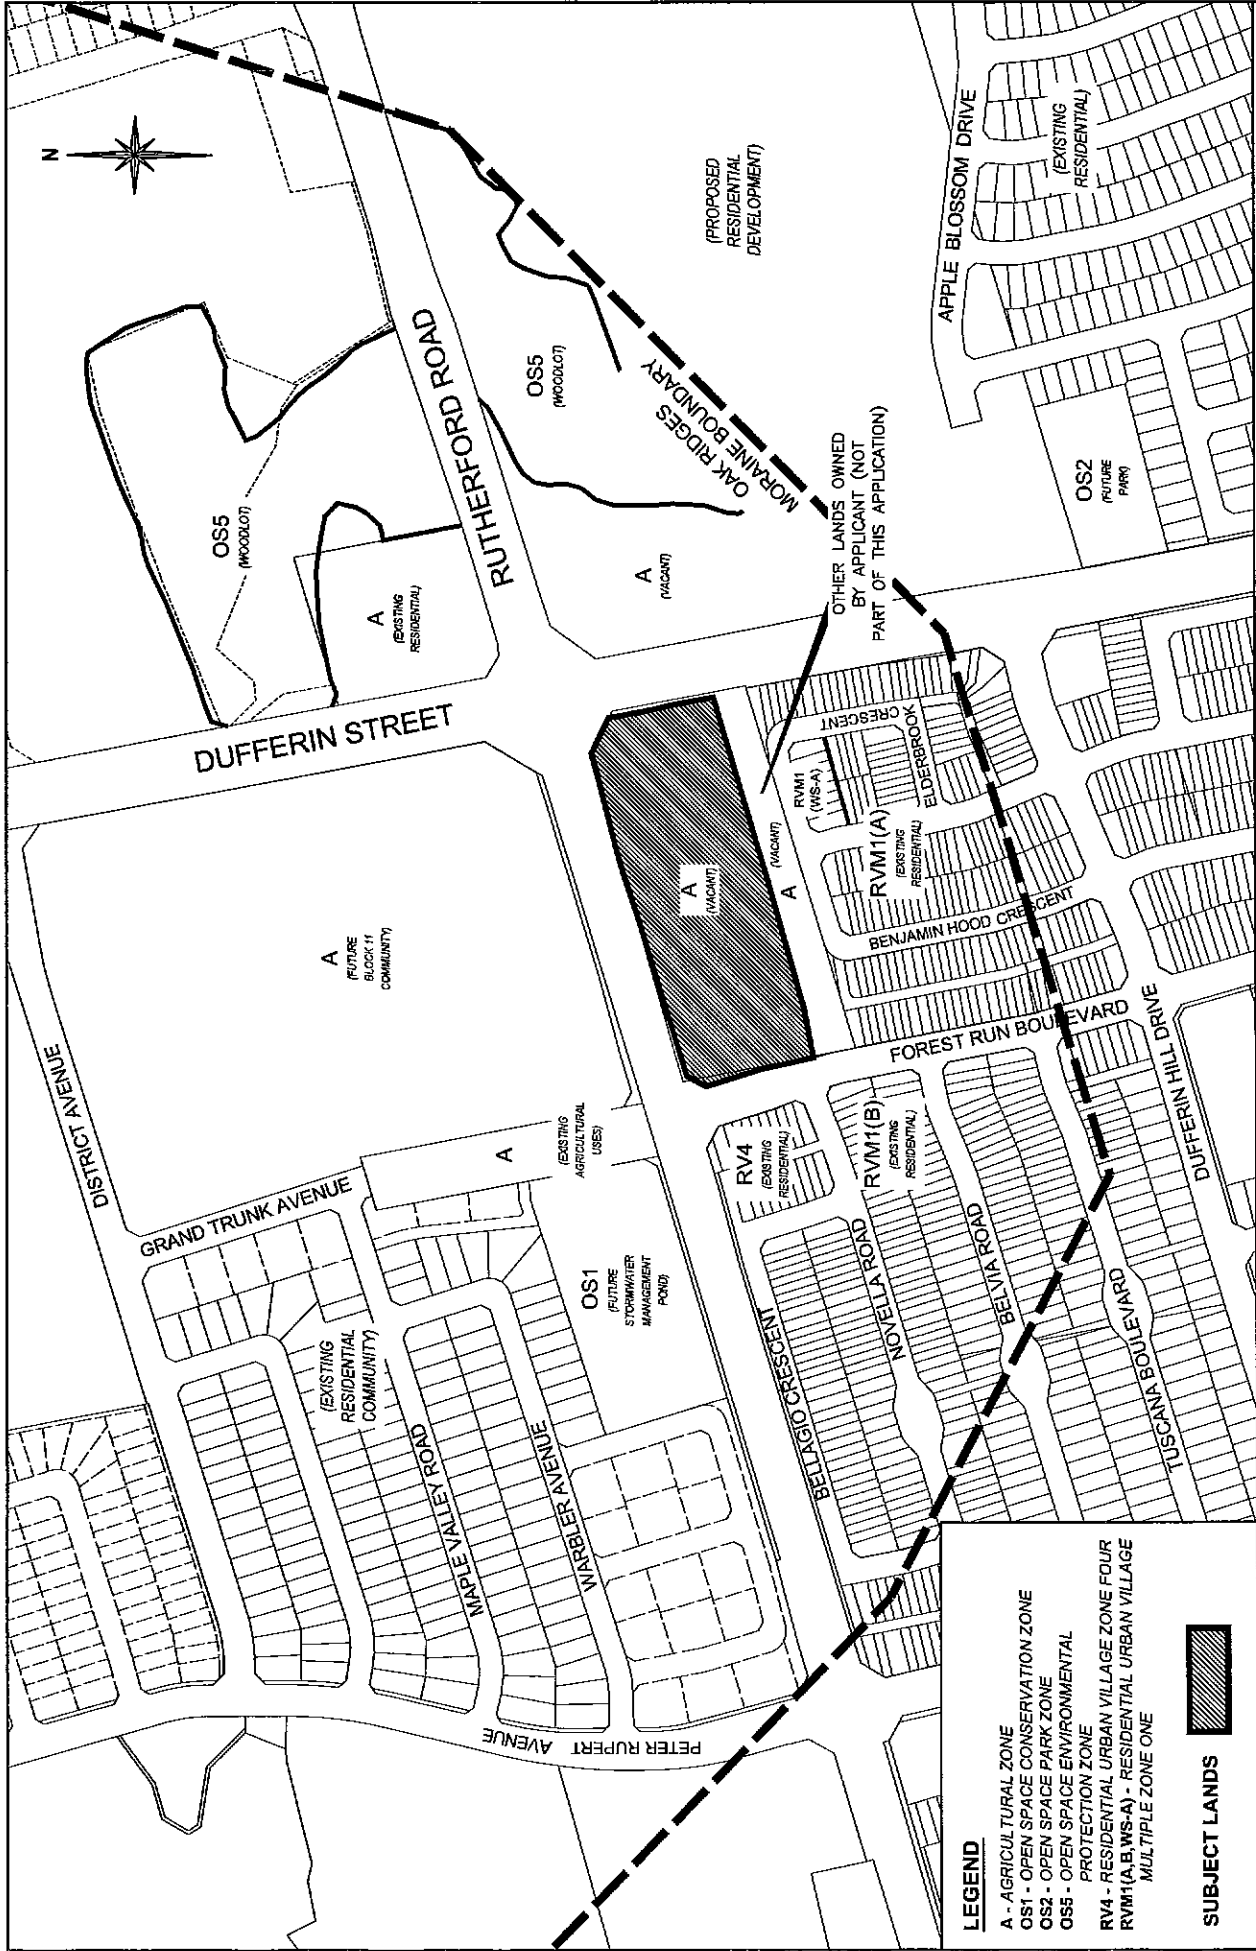 N
DISTRICT AVENUE
GRAND TRUNK AVENUE
(EXISTING
RESIDENTIAL
COMMUNITY)
MAPLE VALLEY ROAD
WARBLER AVENUE
PETER RUPERT AVENUE
A
(FUTURE
BLOCK 11
COMMUNITY)
A
(EXISTING
AGRICULTURAL
USES)
OS1
(FUTURE
STORMWATER
MANAGEMENT
POND)
DUFFERIN STREET
RUTHERFORD ROAD
OS5
(WOODLOT)
A
(EXISTING
RESIDENTIAL)
OS5
(WOODLOT)
A
(VACANT)
OAK RIDGES
MORAINE BOUNDARY
(PROPOSED
RESIDENTIAL
DEVELOPMENT)
APPLE BLOSSOM DRIVE
(EXISTING
RESIDENTIAL)
OS2
(FUTURE
PARK)
OTHER LANDS OWNED
BY APPLICANT (NOT
PART OF THIS APPLICATION)
A
(VACANT)
A
(VACANT)
RVM1
(WS-A)
ELDERBROOK
CRESCENT
RVM1(A)
(EXISTING
RESIDENTIAL)
BENJAMIN HOOD CRESCENT
FOREST RUN BOULEVARD
DUFFERIN HILL DRIVE
RV4
(EXISTING
RESIDENTIAL)
RVM1(B)
(EXISTING
RESIDENTIAL)
BELLAGIO CRESCENT
NOVELLA ROAD
BELVIA ROAD
TUSCANA BOULEVARD
LEGEND
A - AGRICULTURAL ZONE
OS1 - OPEN SPACE CONSERVATION ZONE
OS2 - OPEN SPACE PARK ZONE
OS5 - OPEN SPACE ENVIRONMENTAL
PROTECTION ZONE
RV4 - RESIDENTIAL URBAN VILLAGE ZONE FOUR
RVM1(A,B,WS-A) - RESIDENTIAL URBAN VILLAGE
MULTIPLE ZONE ONE
SUBJECT LANDS